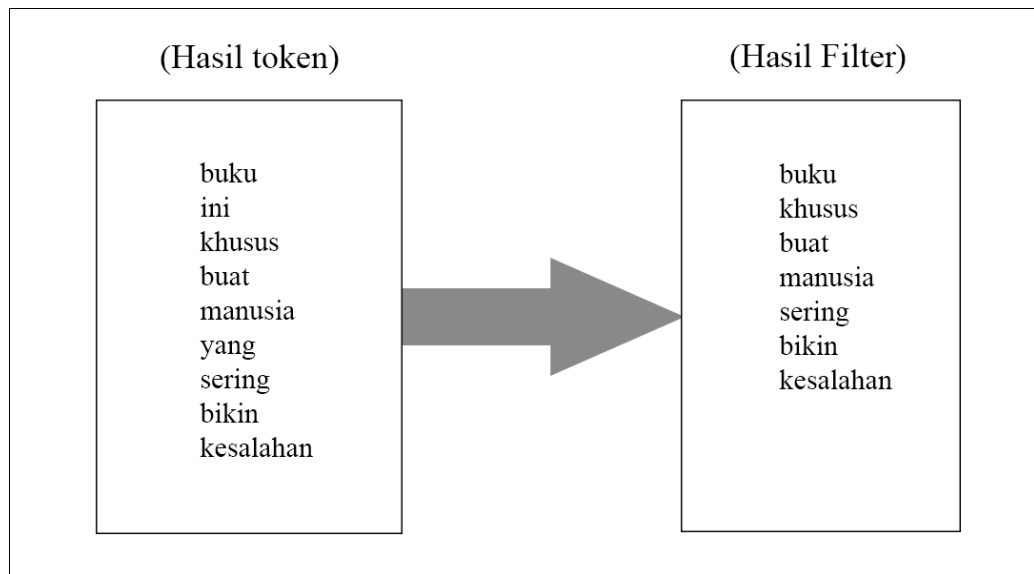 (Hasil token)
buku
ini
khusus
buat
manusia
yang
sering
bikin
kesalahan
(Hasil Filter)
buku
khusus
buat
manusia
sering
bikin
kesalahan